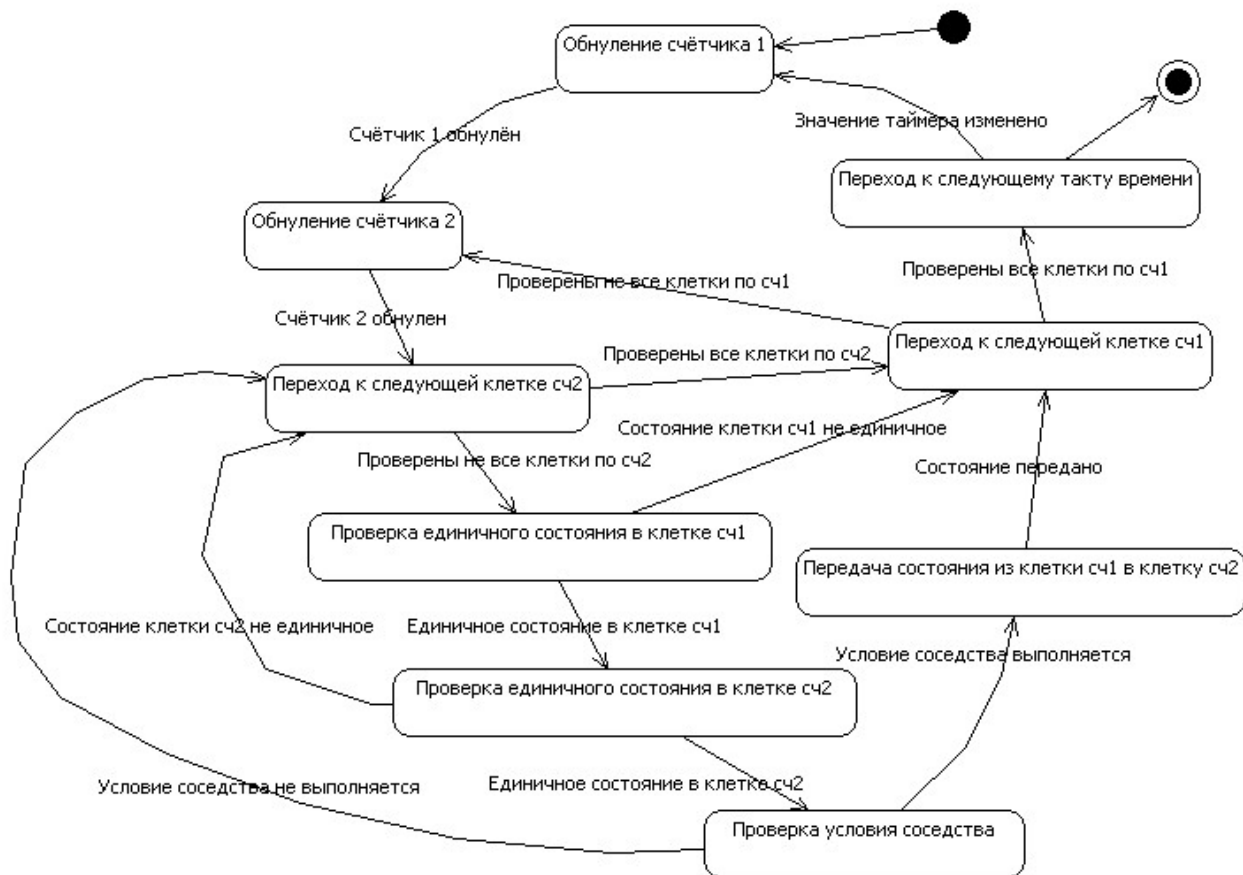 Обнуление счётчика 1
Значение таймера изменено
Счётчик 1 обнулён
Переход к следующему такту времени
Обнуление счётчика 2
Проверены не все клетки по сч1
Проверены все клетки по сч1
Счётчик 2 обнулен
Переход к следующей клетке сч1
Проверены все клетки по сч2
Переход к следующей клетке сч2
Состояние клетки сч1 не единичное
Проверены не все клетки по сч2
Состояние передано
Проверка единичного состояния в клетке сч1
Передача состояния из клетки сч1 в клетку сч2
Состояние клетки сч2 не единичное
Единичное состояние в клетке сч1
Условие соседства выполняется
Проверка единичного состояния в клетке сч2
Условие соседства не выполняется
Единичное состояние в клетке сч2
Проверка условия соседства